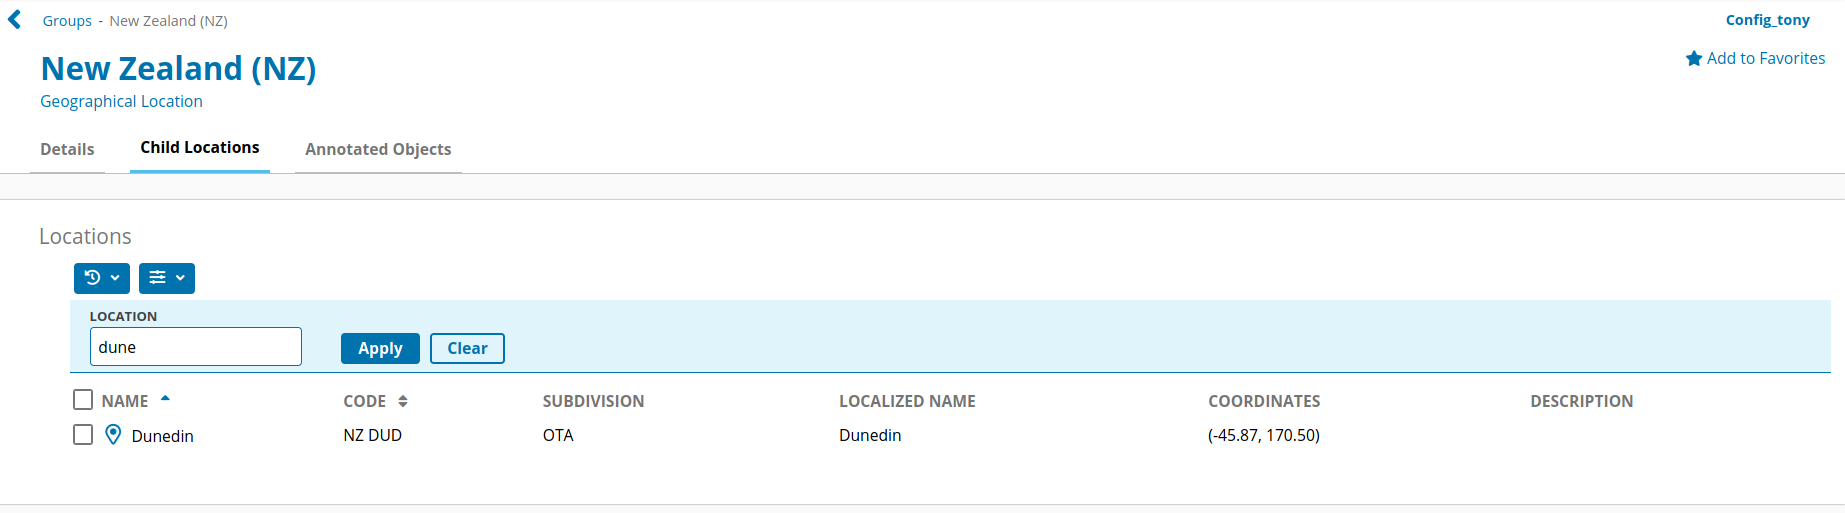 Groups - New Zealand (NZ)
Config_tony
New Zealand (NZ)
Add to Favorites
Geographical Location
Details Child Locations Annotated Objects
Locations
LOCATION
dune
Apply Clear
NAME CODE SUBDIVISION LOCALIZED NAME COORDINATES DESCRIPTION
Dunedin NZ DUD OTA Dunedin (-45.87, 170.50)